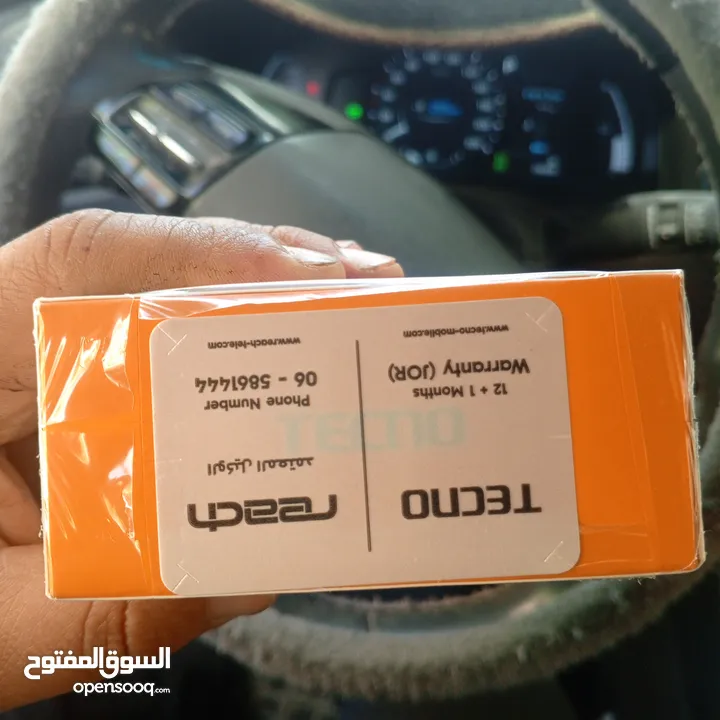 TECNO
12 + 1 Months
Warranty (JOR)
www.tecno-mobile.com
reach
الوكيل المعتمد
Phone Number
06 - 5861444
www.reach-tele.com
TECNO
السوق المفتوح
opensooq.com